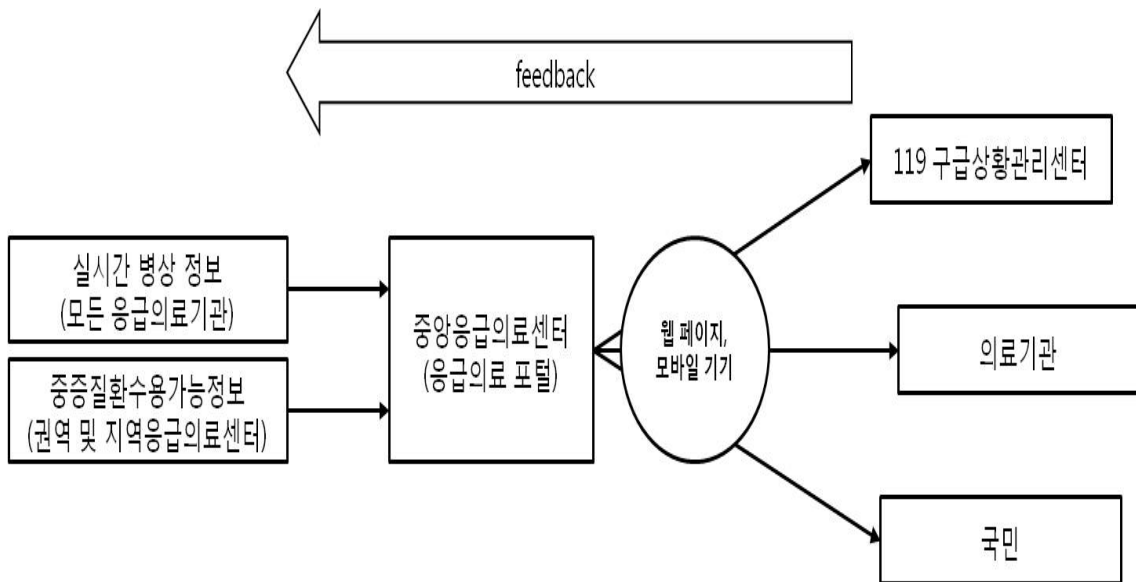 feedback
119 구급상황관리센터
실시간 병상 정보
(모든 응급의료기관)
중증질환수용가능정보
(권역 및 지역응급의료센터)
중앙응급의료센터
(응급의료 포털)
웹 페이지,
모바일 기기
의료기관
국민